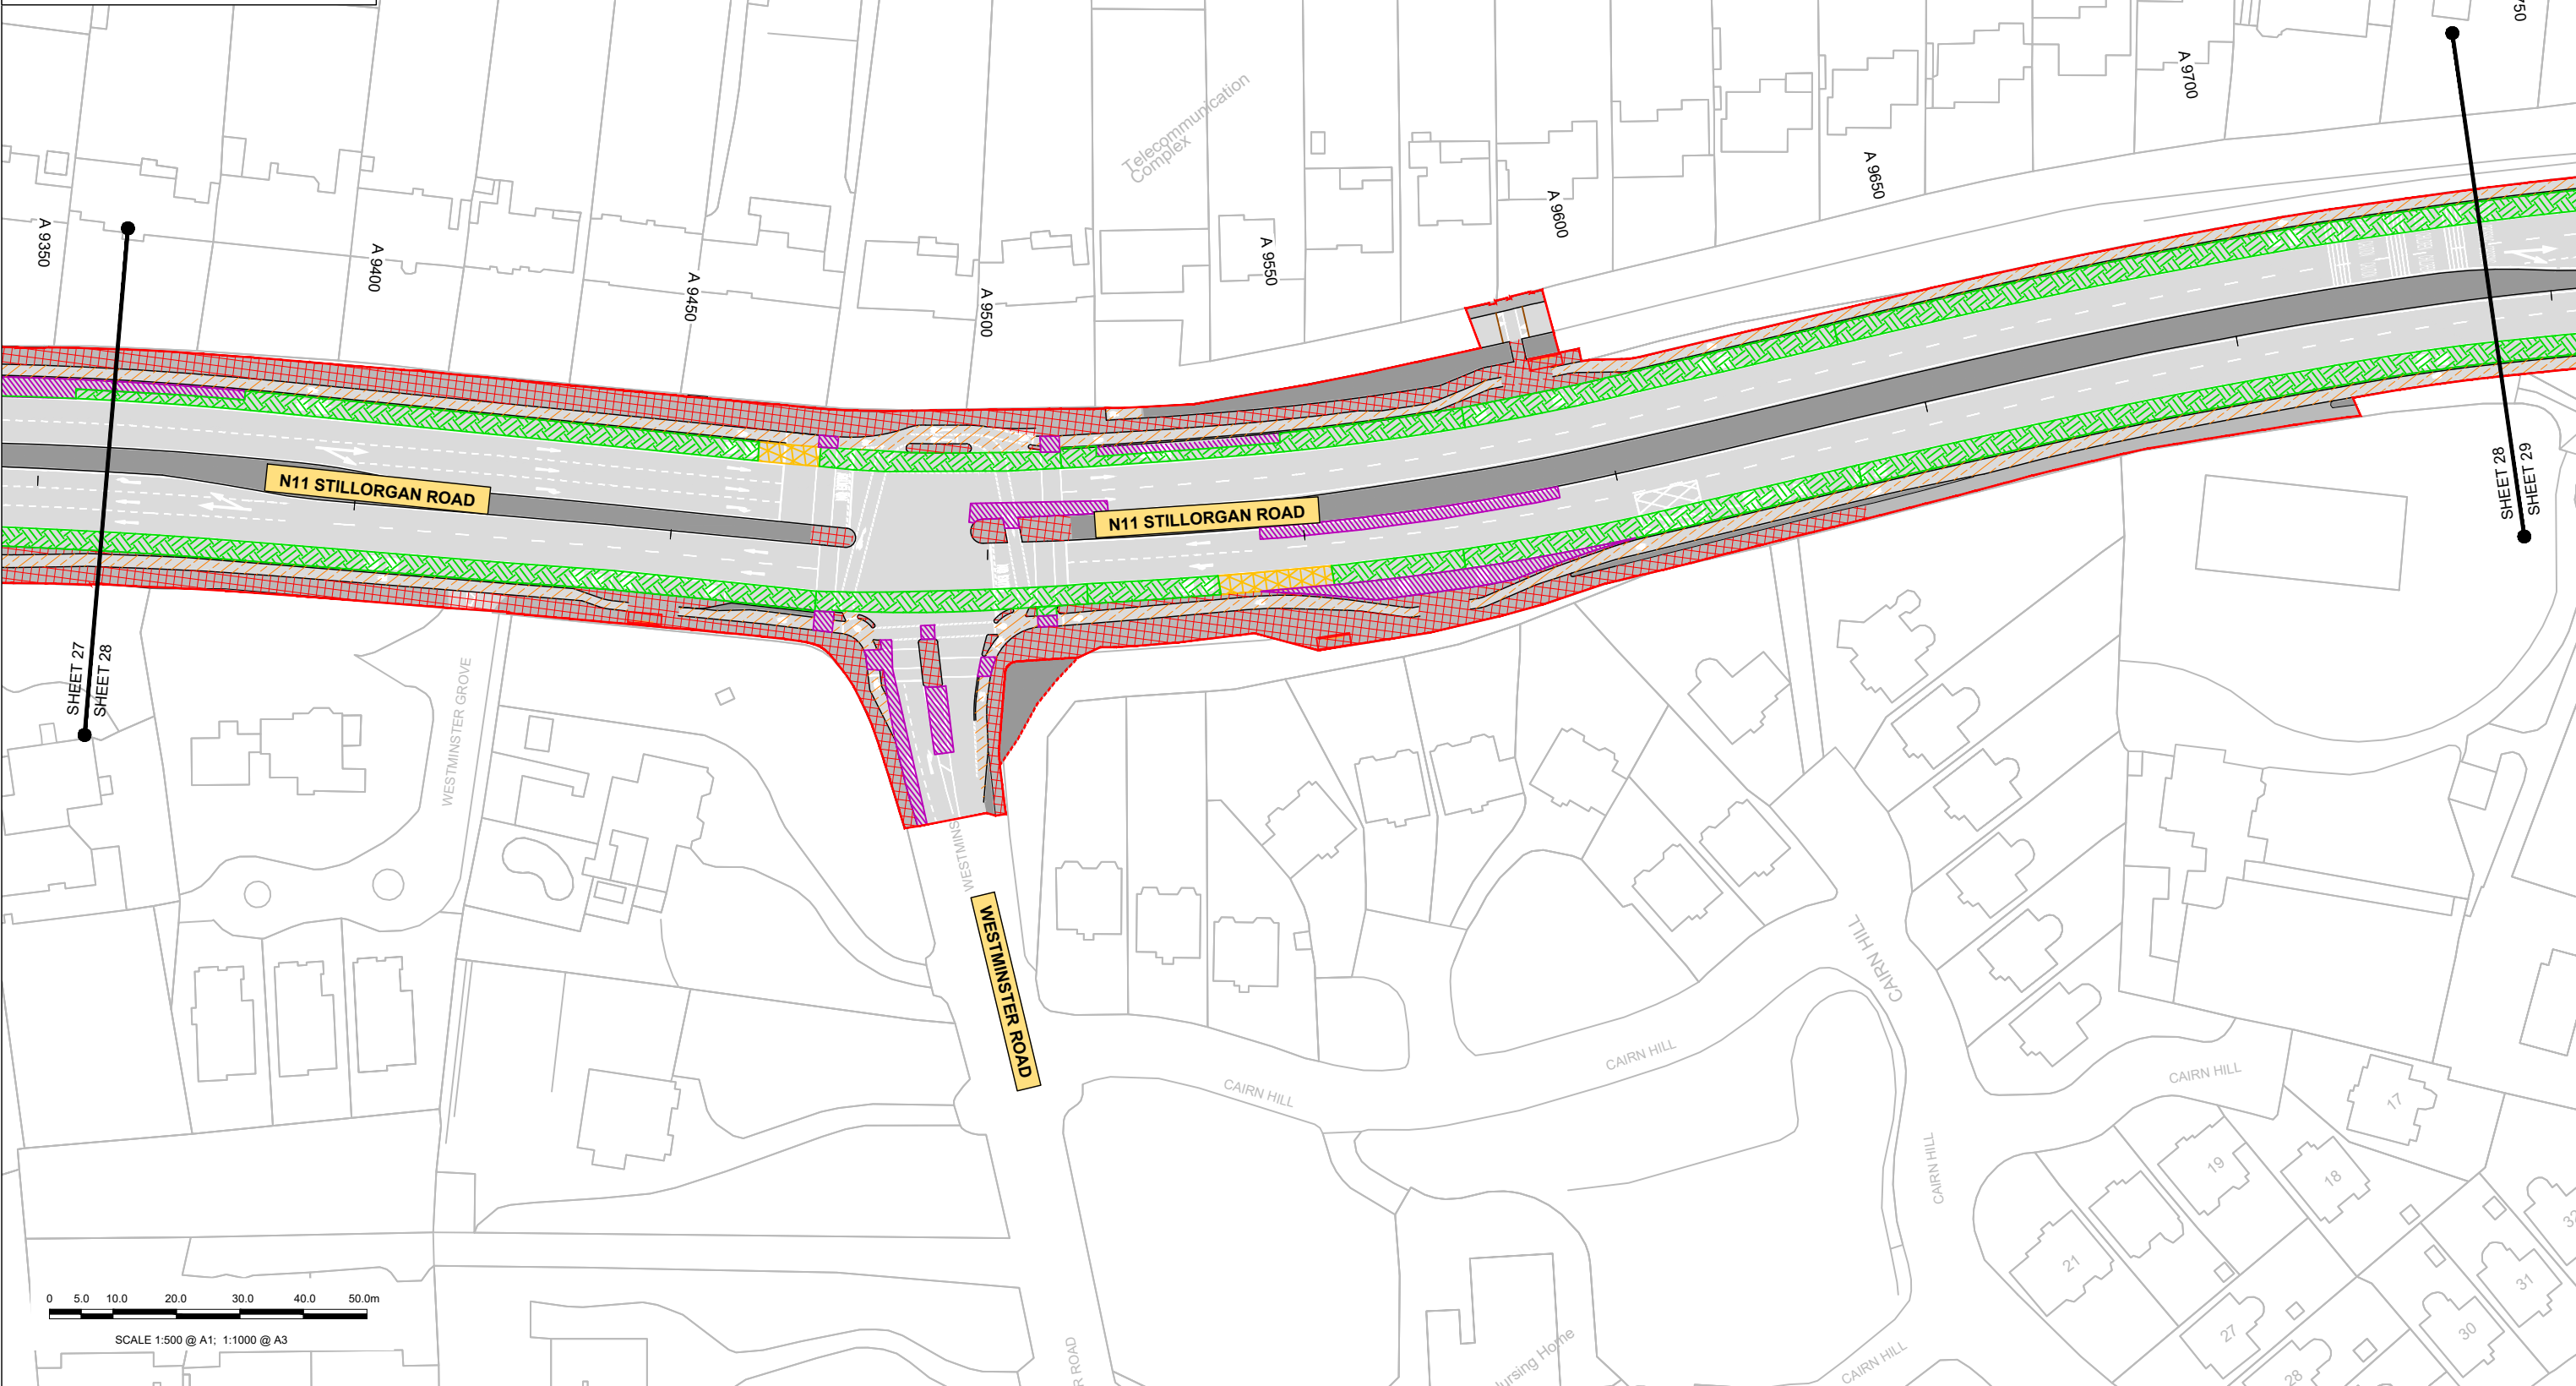 750
A 9700
Telecommunication
Complex
A 9650
A 9600
A 9350
A 9400
A 9450
A 9500
A 9550
N11 STILLORGAN ROAD
N11 STILLORGAN ROAD
SHEET 28
SHEET 29
SHEET 27
SHEET 28
WESTMINSTER GROVE
WESTMINS
WESTMINSTER ROAD
CAIRN HILL
CAIRN HILL
CAIRN HILL
CAIRN HILL
CAIRN HILL
17
19
18
21
32
31
30
27
28
0 5.0 10.0 20.0 30.0 40.0 50.0m
SCALE 1:500 @ A1; 1:1000 @ A3
R ROAD
ursing Home
CAIRN HILL